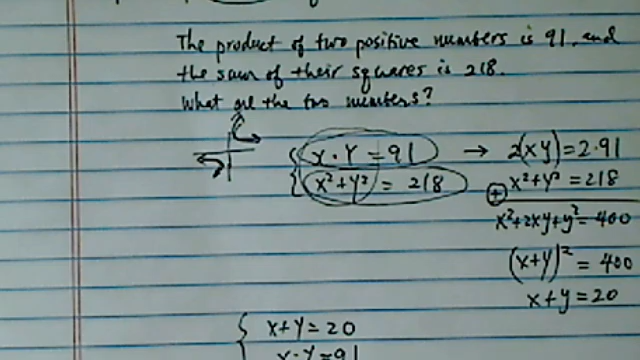 The product of two positive numbers is 91, and
the sum of their squares is 218.
What are the two numbers?
x · y = 91 → 2(xy) = 2·91
x² + y² = 218 + x² + y² = 218
x² + 2xy + y² = 400
(x+y)² = 400
x + y = 20
x + y = 20
x · y = 91